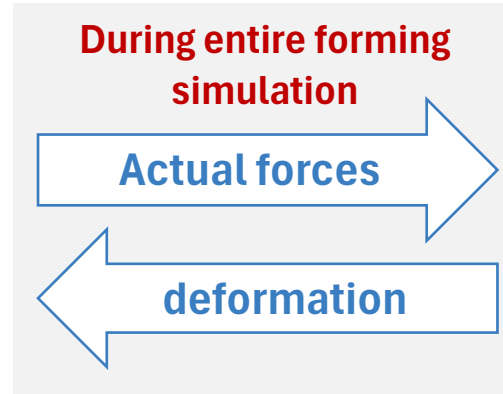 During entire forming
simulation
Actual forces
deformation